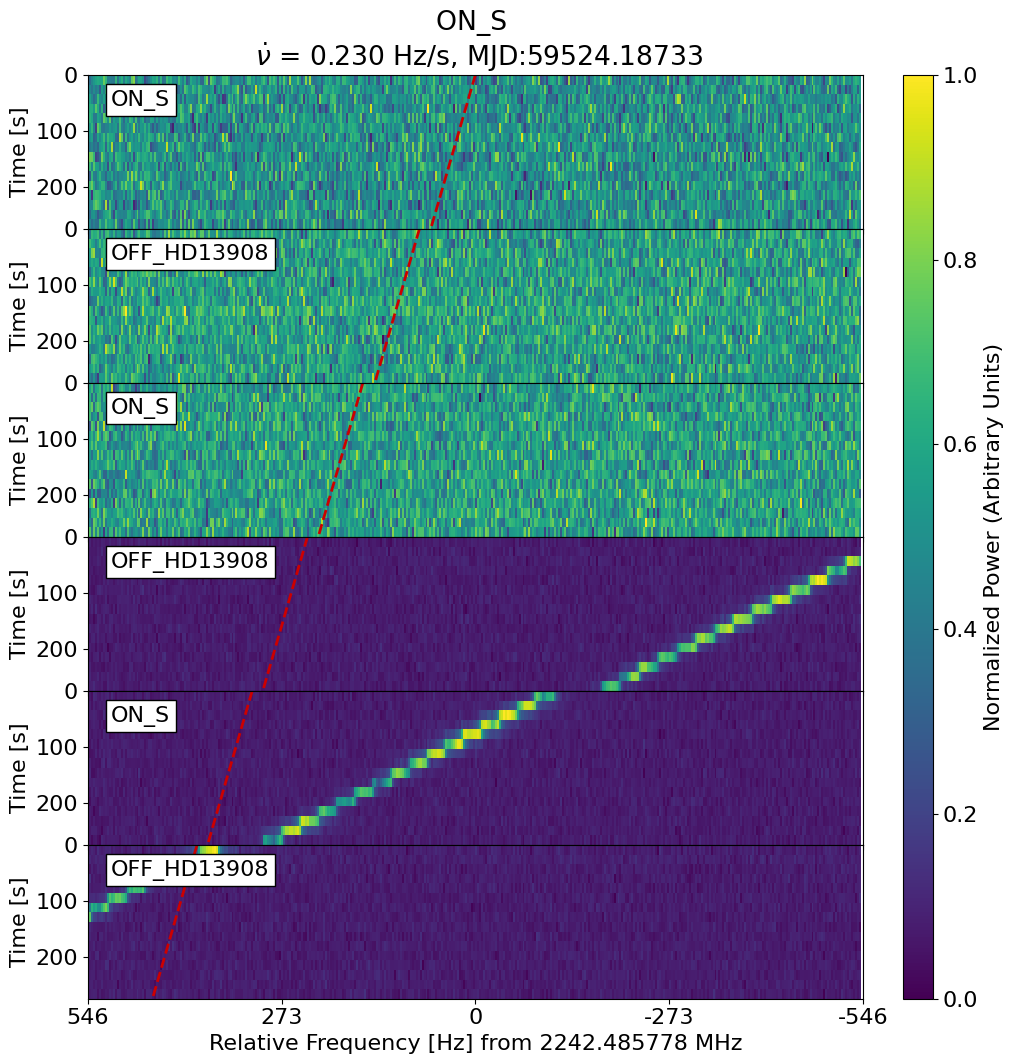 ON_S
ν̇ = 0.230 Hz/s, MJD:59524.18733
0
100
200
Time [s]
ON_S
0
100
200
Time [s]
OFF_HD13908
0
100
200
Time [s]
ON_S
0
100
200
Time [s]
OFF_HD13908
0
100
200
Time [s]
ON_S
0
100
200
Time [s]
OFF_HD13908
546 273 0 -273 -546
Relative Frequency [Hz] from 2242.485778 MHz
1.0
0.8
0.6
0.4
0.2
0.0
Normalized Power (Arbitrary Units)